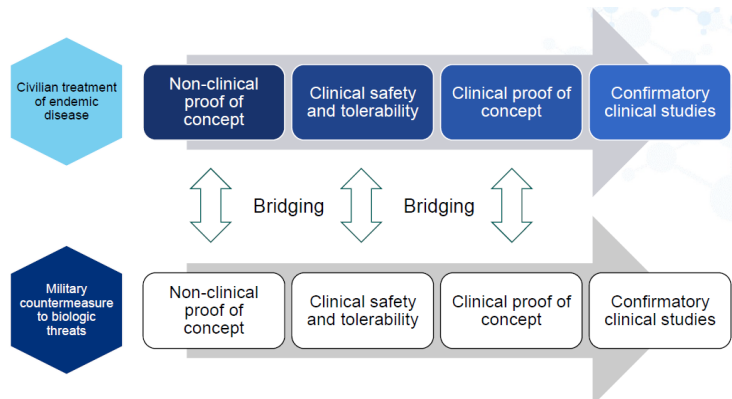 Civilian treatment
of endemic
disease
Non-clinical
proof of
concept
Clinical safety
and tolerability
Clinical proof of
concept
Confirmatory
clinical studies
Bridging
Bridging
Military
countermeasure
to biologic
threats
Non-clinical
proof of
concept
Clinical safety
and tolerability
Clinical proof of
concept
Confirmatory
clinical studies